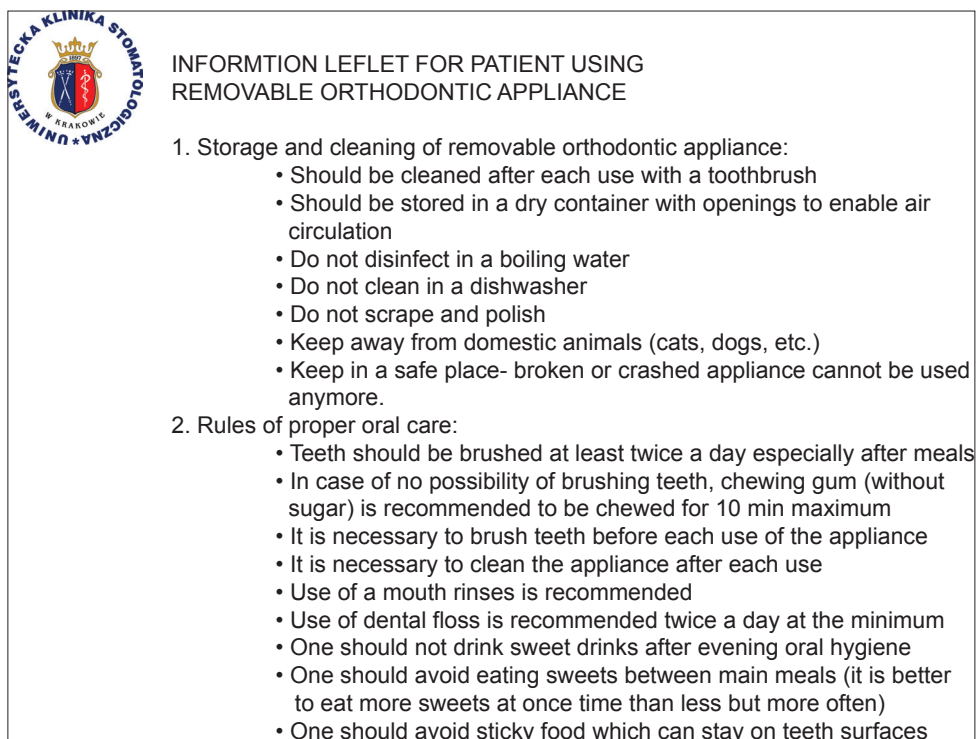 UNIWERSYTECKA KLINIKA STOMATOLOGICZNA *
W KRAKOWIE
INFORMTION LEFLET FOR PATIENT USING
REMOVABLE ORTHODONTIC APPLIANCE
1. Storage and cleaning of removable orthodontic appliance:
• Should be cleaned after each use with a toothbrush
• Should be stored in a dry container with openings to enable air
circulation
• Do not disinfect in a boiling water
• Do not clean in a dishwasher
• Do not scrape and polish
• Keep away from domestic animals (cats, dogs, etc.)
• Keep in a safe place- broken or crashed appliance cannot be used
anymore.
2. Rules of proper oral care:
• Teeth should be brushed at least twice a day especially after meals
• In case of no possibility of brushing teeth, chewing gum (without
sugar) is recommended to be chewed for 10 min maximum
• It is necessary to brush teeth before each use of the appliance
• It is necessary to clean the appliance after each use
• Use of a mouth rinses is recommended
• Use of dental floss is recommended twice a day at the minimum
• One should not drink sweet drinks after evening oral hygiene
• One should avoid eating sweets between main meals (it is better
to eat more sweets at once time than less but more often)
• One should avoid sticky food which can stay on teeth surfaces